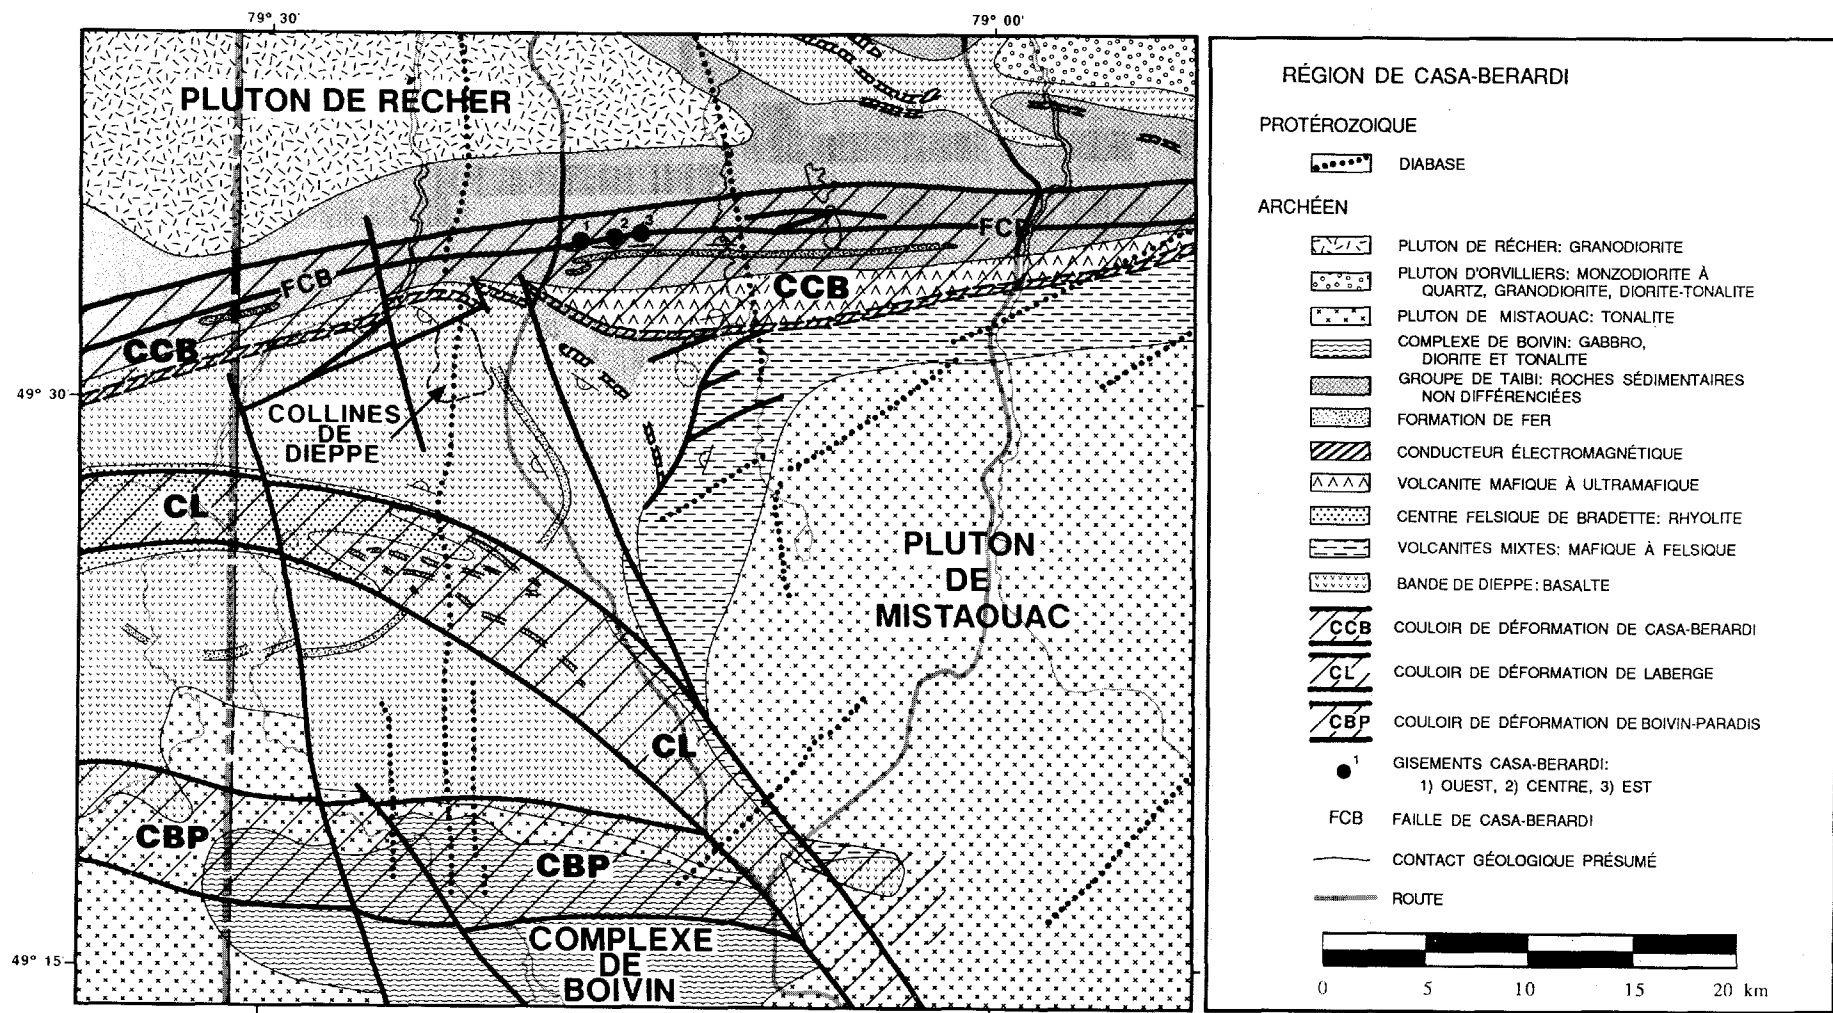 79° 30'
79° 00'
PLUTON DE RÉCHER
2
3
FCB
FCB
CCB
CCB
49° 30'
COLLINES
DE
DIEPPE
CL
PLUTON
DE
MISTAOUAC
CL
CBP
CBP
COMPLEXE
DE
BOIVIN
49° 15'
RÉGION DE CASA-BERARDI
PROTÉROZOIQUE
DIABASE
ARCHÉEN
PLUTON DE RÉCHER: GRANODIORITE
PLUTON D'ORVILLIERS: MONZODIORITE À
QUARTZ, GRANODIORITE, DIORITE-TONALITE
PLUTON DE MISTAOUAC: TONALITE
COMPLEXE DE BOIVIN: GABBRO,
DIORITE ET TONALITE
GROUPE DE TAIBI: ROCHES SÉDIMENTAIRES
NON DIFFÉRENCIÉES
FORMATION DE FER
CONDUCTEUR ÉLECTROMAGNÉTIQUE
VOLCANITE MAFIQUE À ULTRAMAFIQUE
CENTRE FELSIQUE DE BRADETTE: RHYOLITE
VOLCANITES MIXTES: MAFIQUE À FELSIQUE
BANDE DE DIEPPE: BASALTE
CCB COULOIR DE DÉFORMATION DE CASA-BERARDI
CL COULOIR DE DÉFORMATION DE LABERGE
CBP COULOIR DE DÉFORMATION DE BOIVIN-PARADIS
1 GISEMENTS CASA-BERARDI:
1) OUEST, 2) CENTRE, 3) EST
FCB FAILLE DE CASA-BERARDI
CONTACT GÉOLOGIQUE PRÉSUMÉ
ROUTE
0 5 10 15 20 km